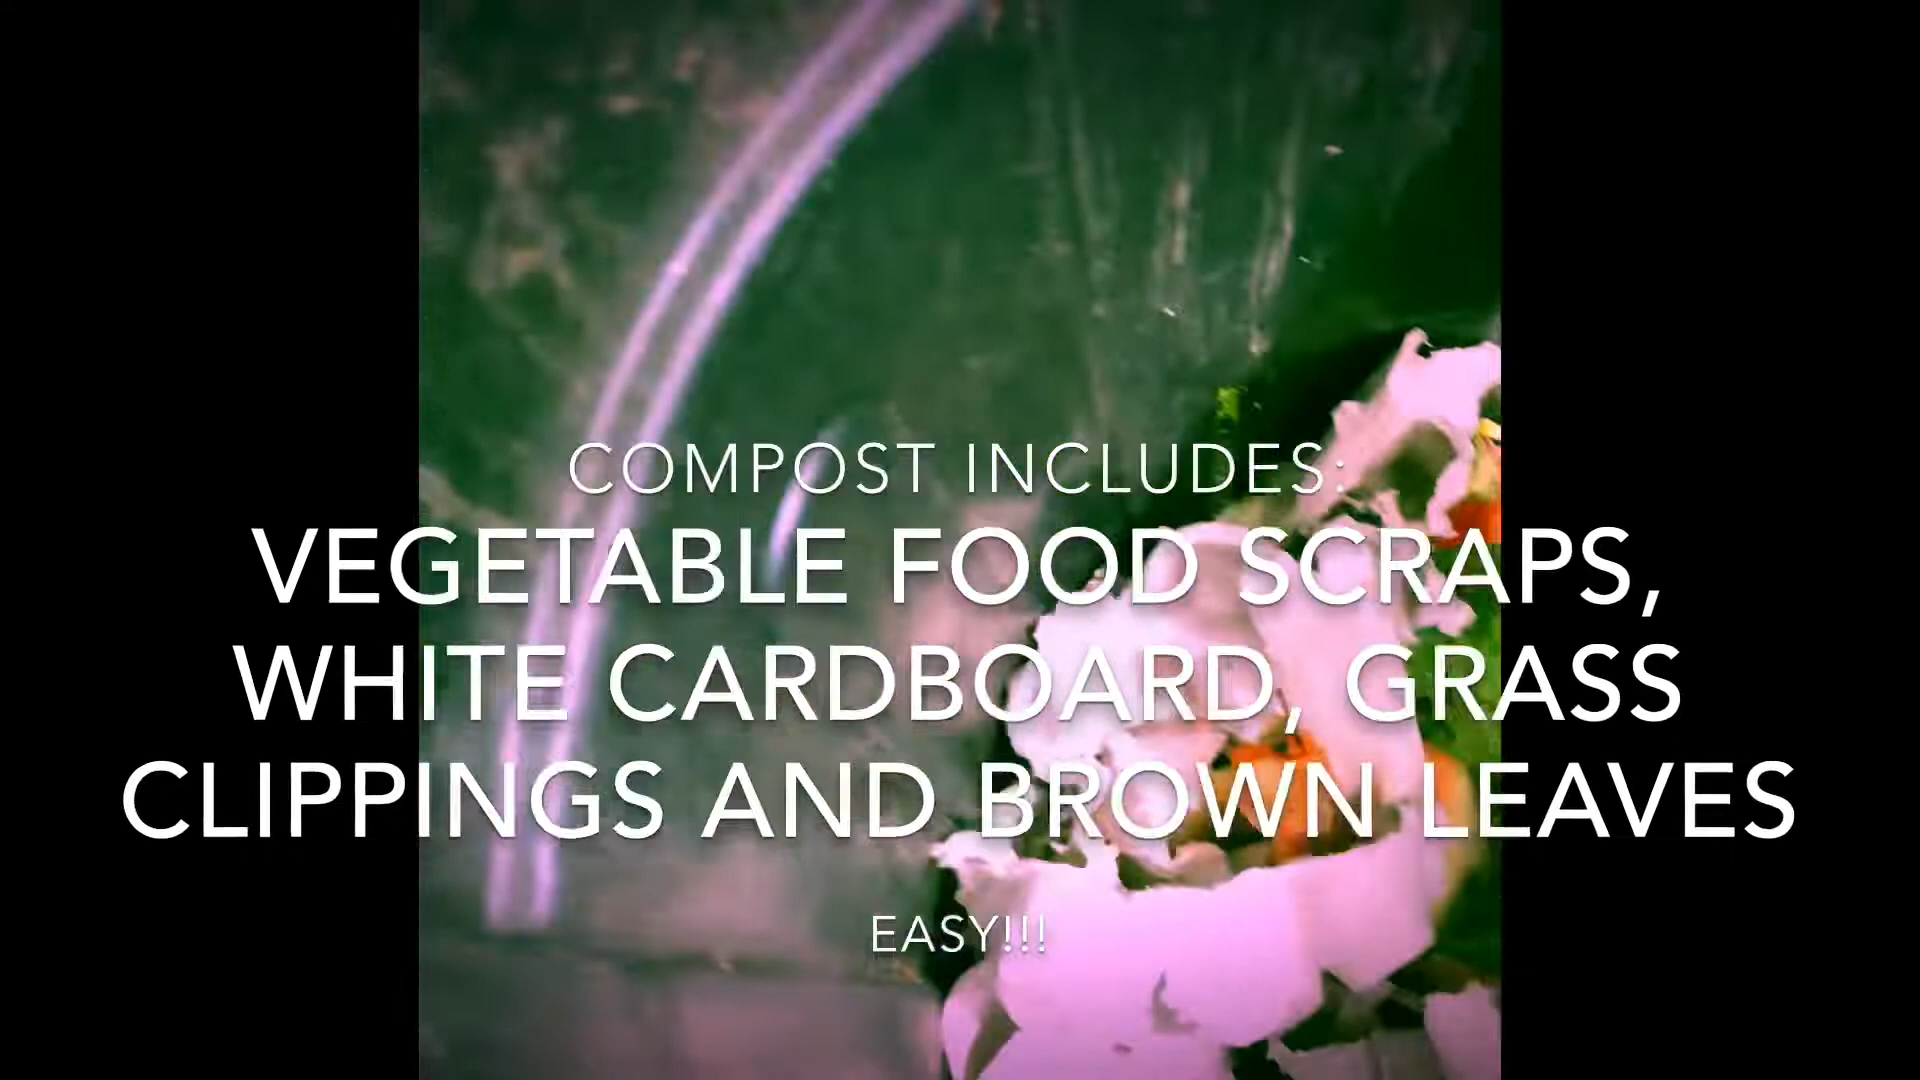 COMPOST INCLUDES:
VEGETABLE FOOD SCRAPS,
WHITE CARDBOARD, GRASS
CLIPPINGS AND BROWN LEAVES
EASY!!!